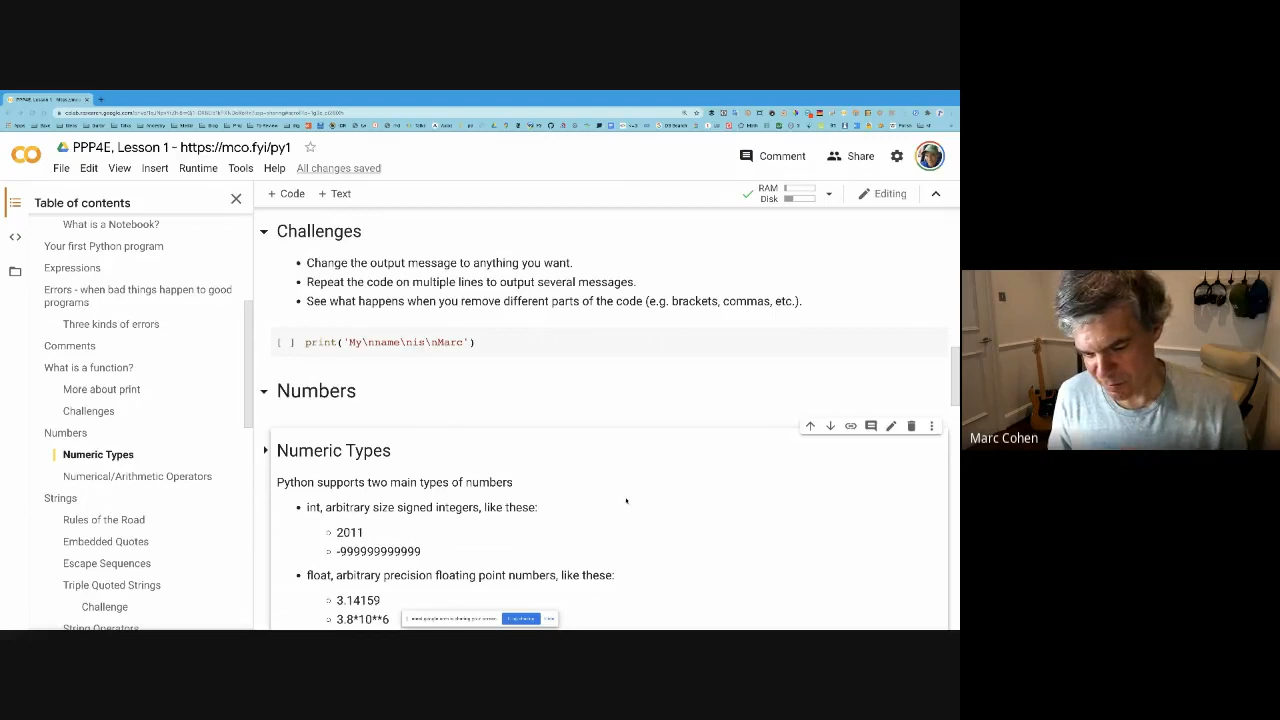 PPP4E, Lesson 1 - https://mco.fyi/py1
File Edit View Insert Runtime Tools Help All changes saved
Comment Share
+ Code + Text
RAM
Disk
Editing
Table of contents
What is a Notebook?
Your first Python program
Expressions
Errors - when bad things happen to good
programs
Three kinds of errors
Comments
What is a function?
More about print
Challenges
Numbers
Numeric Types
Numerical/Arithmetic Operators
Strings
Rules of the Road
Embedded Quotes
Escape Sequences
Triple Quoted Strings
Challenge
String Operators
Challenges
• Change the output message to anything you want.
• Repeat the code on multiple lines to output several messages.
• See what happens when you remove different parts of the code (e.g. brackets, commas, etc.).
[ ] print('My\nname\nis\nMarc')
Numbers
Numeric Types
Python supports two main types of numbers
• int, arbitrary size signed integers, like these:
◦ 2011
◦ -999999999999
• float, arbitrary precision floating point numbers, like these:
◦ 3.14159
◦ 3.8*10**6
Marc Cohen